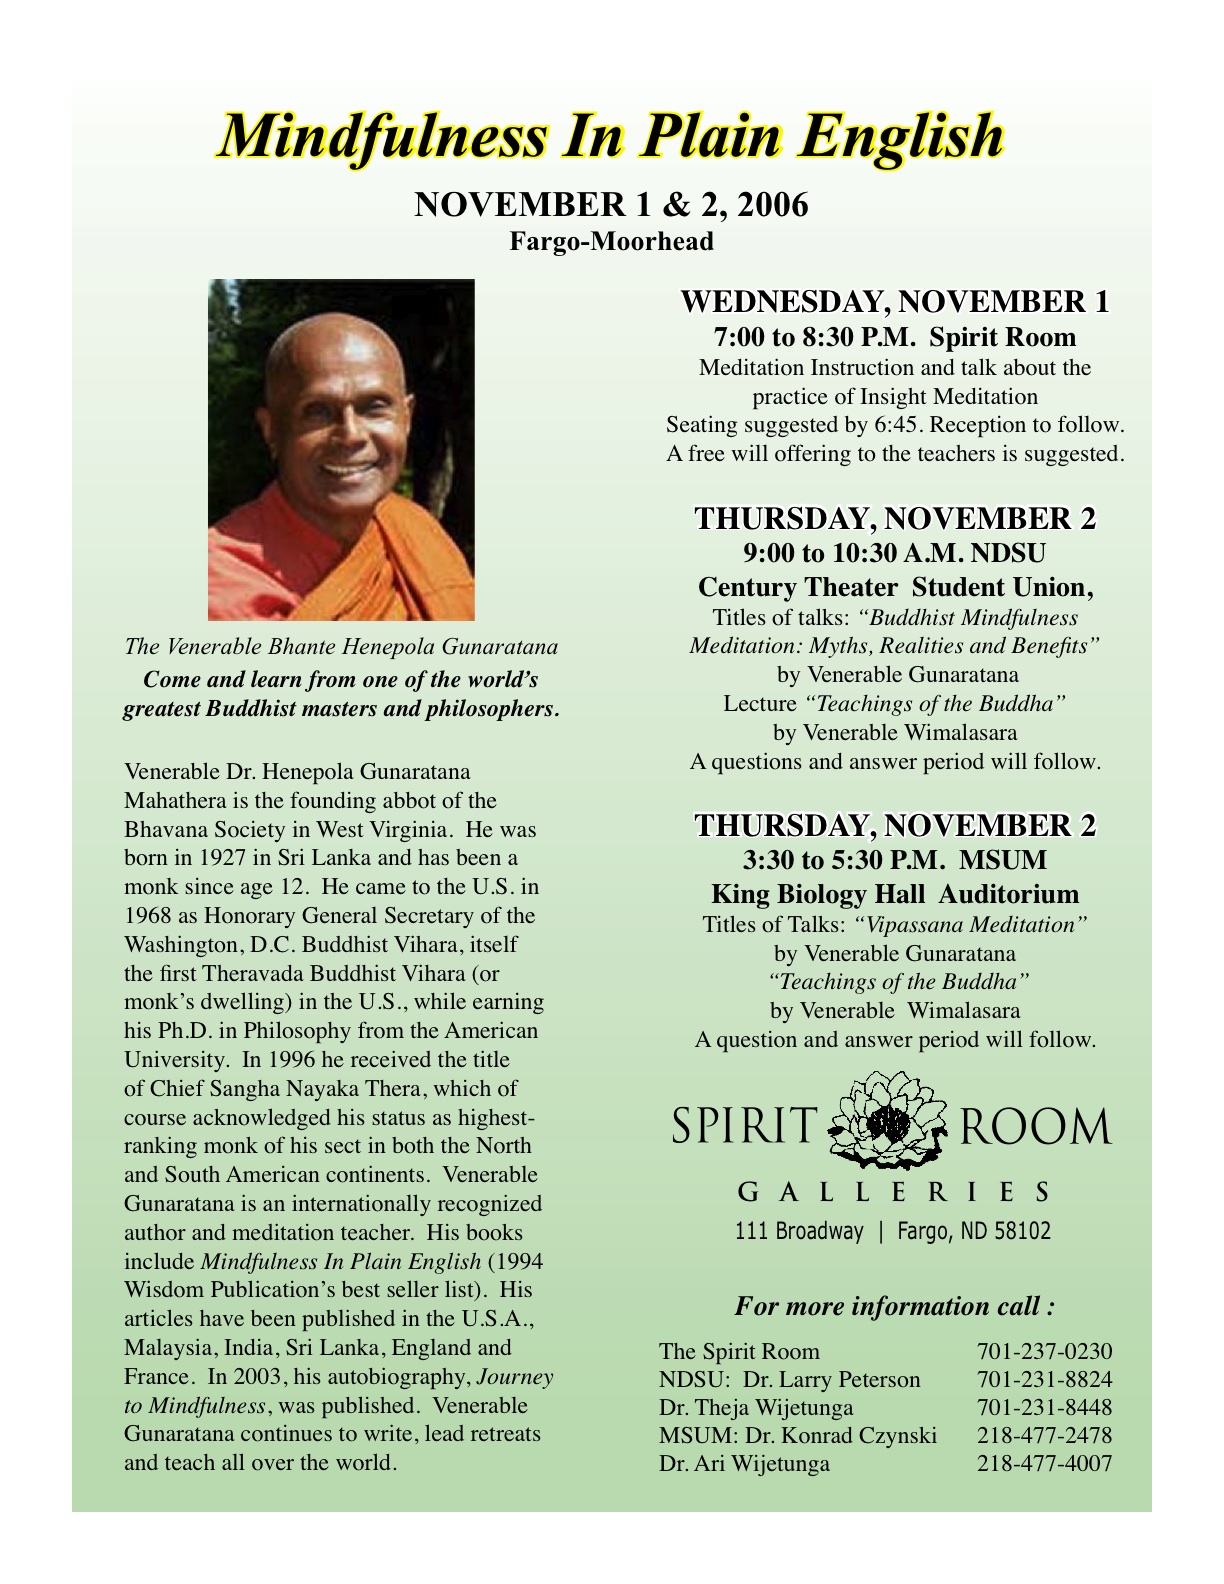 Mindfulness In Plain English
NOVEMBER 1 & 2, 2006
Fargo-Moorhead
The Venerable Bhante Henepola Gunaratana
Come and learn from one of the world's
greatest Buddhist masters and philosophers.
Venerable Dr. Henepola Gunaratana
Mahathera is the founding abbot of the
Bhavana Society in West Virginia. He was
born in 1927 in Sri Lanka and has been a
monk since age 12. He came to the U.S. in
1968 as Honorary General Secretary of the
Washington, D.C. Buddhist Vihara, itself
the first Theravada Buddhist Vihara (or
monk's dwelling) in the U.S., while earning
his Ph.D. in Philosophy from the American
University. In 1996 he received the title
of Chief Sangha Nayaka Thera, which of
course acknowledged his status as highest-
ranking monk of his sect in both the North
and South American continents. Venerable
Gunaratana is an internationally recognized
author and meditation teacher. His books
include Mindfulness In Plain English (1994
Wisdom Publication's best seller list). His
articles have been published in the U.S.A.,
Malaysia, India, Sri Lanka, England and
France. In 2003, his autobiography, Journey
to Mindfulness, was published. Venerable
Gunaratana continues to write, lead retreats
and teach all over the world.
WEDNESDAY, NOVEMBER 1
7:00 to 8:30 P.M. Spirit Room
Meditation Instruction and talk about the
practice of Insight Meditation
Seating suggested by 6:45. Reception to follow.
A free will offering to the teachers is suggested.
THURSDAY, NOVEMBER 2
9:00 to 10:30 A.M. NDSU
Century Theater Student Union,
Titles of talks: “Buddhist Mindfulness
Meditation: Myths, Realities and Benefits”
by Venerable Gunaratana
Lecture “Teachings of the Buddha”
by Venerable Wimalasara
A questions and answer period will follow.
THURSDAY, NOVEMBER 2
3:30 to 5:30 P.M. MSUM
King Biology Hall Auditorium
Titles of Talks: “Vipassana Meditation”
by Venerable Gunaratana
“Teachings of the Buddha”
by Venerable Wimalasara
A question and answer period will follow.
SPIRIT ROOM
GALLERIES
111 Broadway | Fargo, ND 58102
For more information call :
The Spirit Room 701-237-0230
NDSU: Dr. Larry Peterson 701-231-8824
Dr. Theja Wijetunga 701-231-8448
MSUM: Dr. Konrad Czynski 218-477-2478
Dr. Ari Wijetunga 218-477-4007